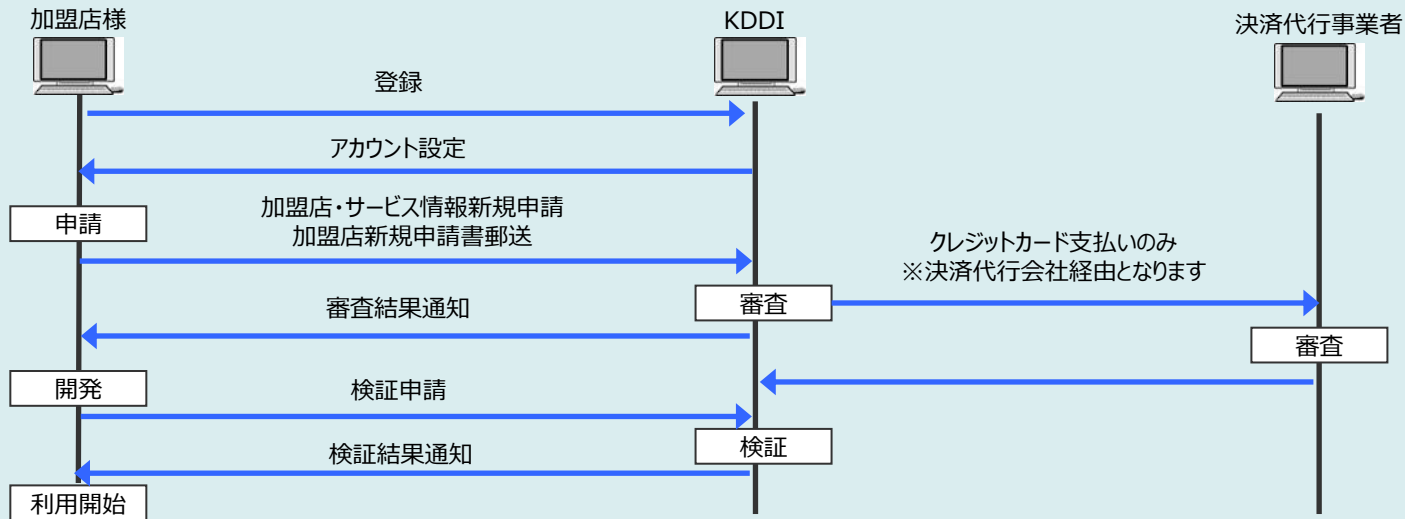 加盟店様
KDDI
決済代行事業者
登録
アカウント設定
申請
加盟店・サービス情報新規申請
加盟店新規申請書郵送
クレジットカード支払いのみ
※決済代行会社経由となります
審査
審査結果通知
審査
開発
検証申請
検証
検証結果通知
利用開始